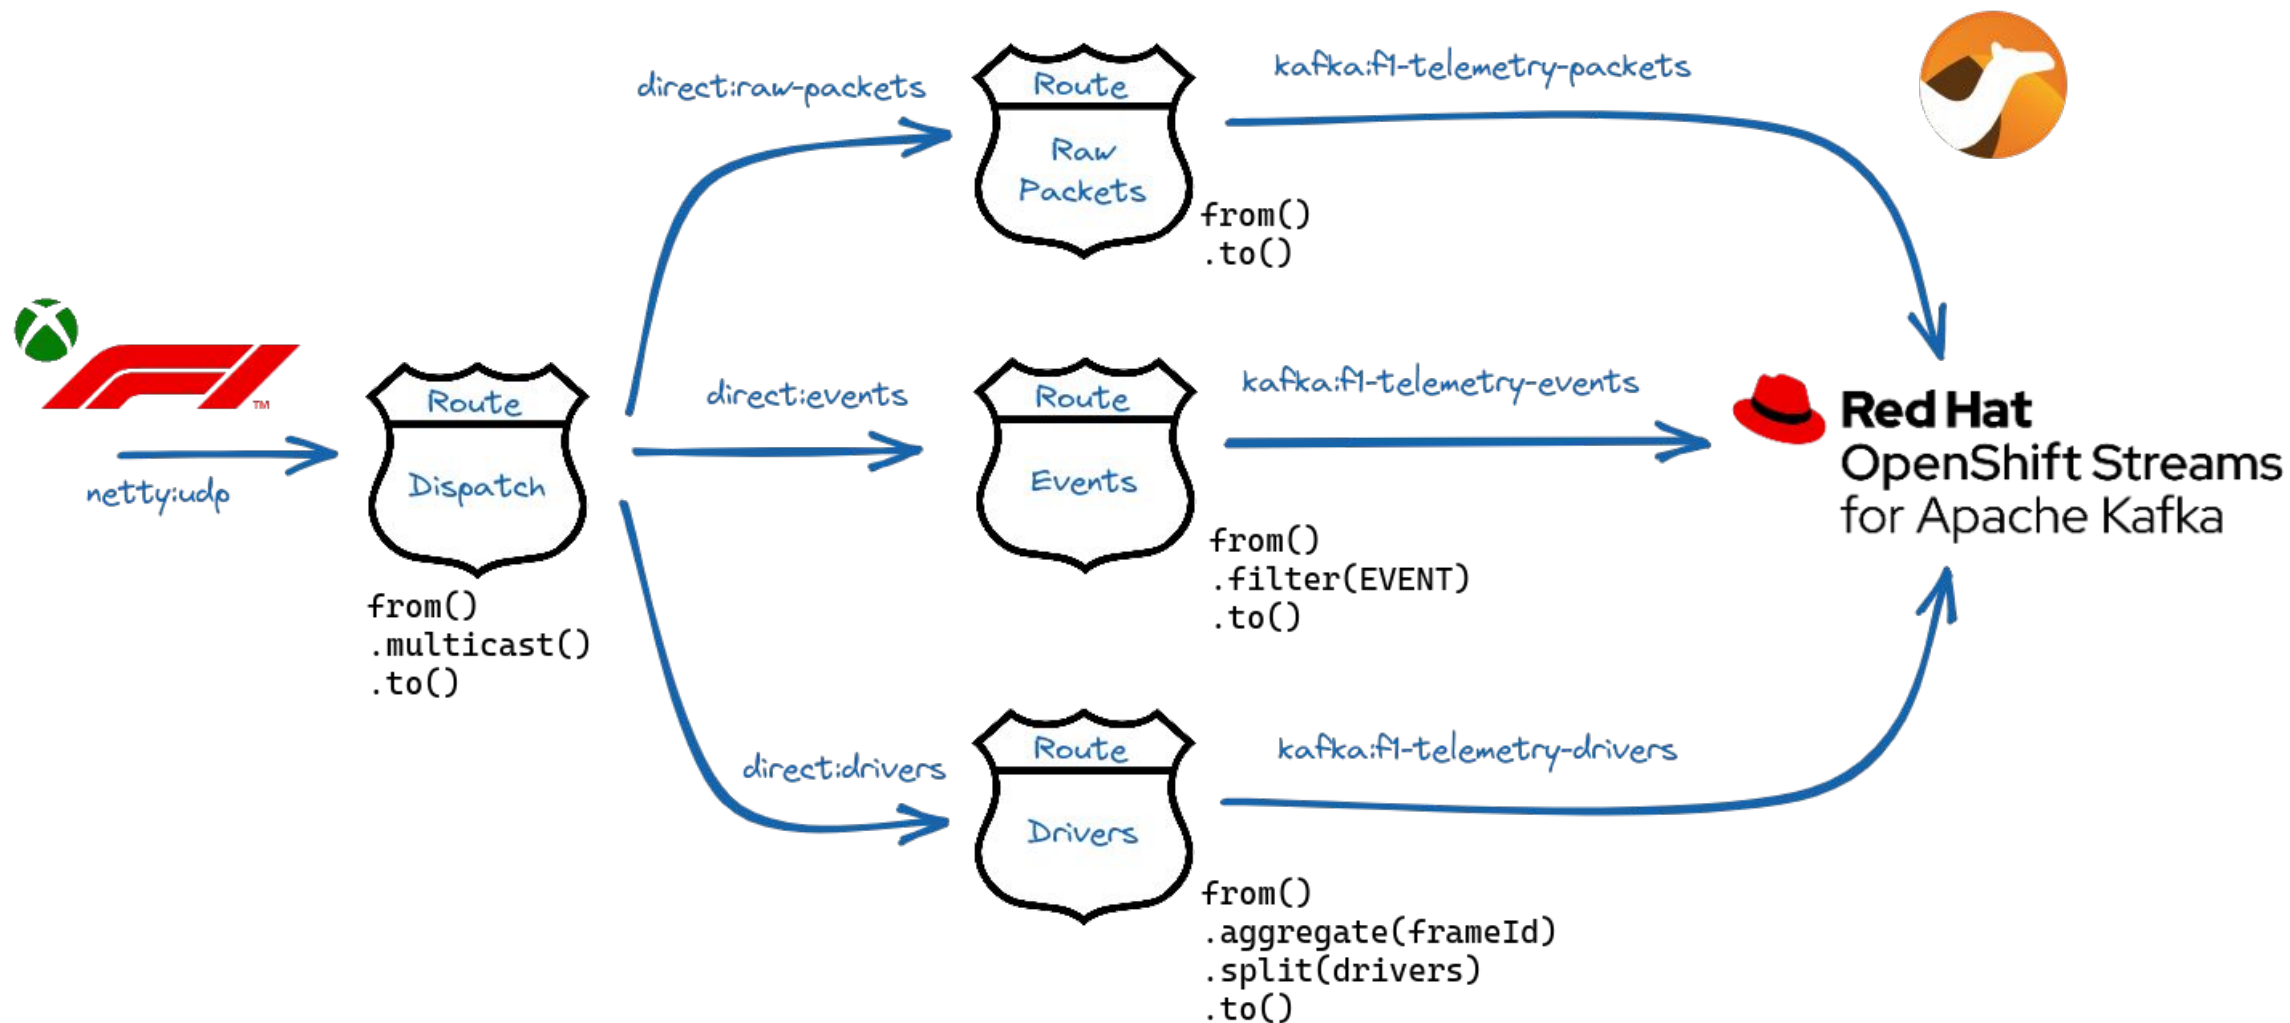 F1
TM
netty:udp
Route
Dispatch
from()
.multicast()
.to()
direct:raw-packets
Route
Raw
Packets
from()
.to()
kafka:f1-telemetry-packets
direct:events
Route
Events
from()
.filter(EVENT)
.to()
kafka:f1-telemetry-events
direct:drivers
Route
Drivers
from()
.aggregate(frameId)
.split(drivers)
.to()
kafka:f1-telemetry-drivers
Red Hat
OpenShift Streams
for Apache Kafka